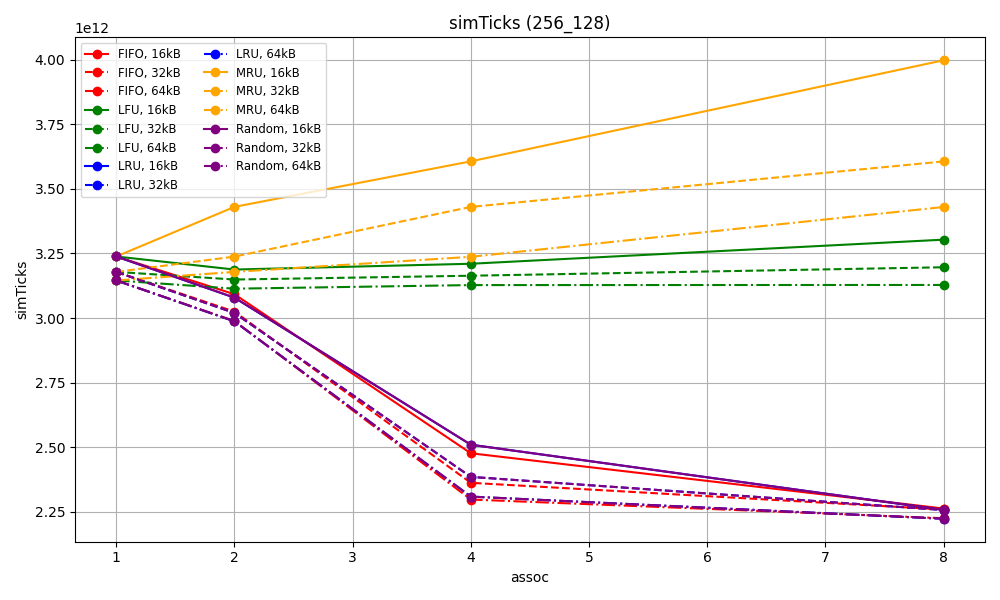 simTicks (256_128)
1e12
FIFO, 16kB
FIFO, 32kB
FIFO, 64kB
LFU, 16kB
LFU, 32kB
LFU, 64kB
LRU, 16kB
LRU, 32kB
LRU, 64kB
MRU, 16kB
MRU, 32kB
MRU, 64kB
Random, 16kB
Random, 32kB
Random, 64kB
simTicks
4.00
3.75
3.50
3.25
3.00
2.75
2.50
2.25
1 2 3 4 5 6 7 8
assoc